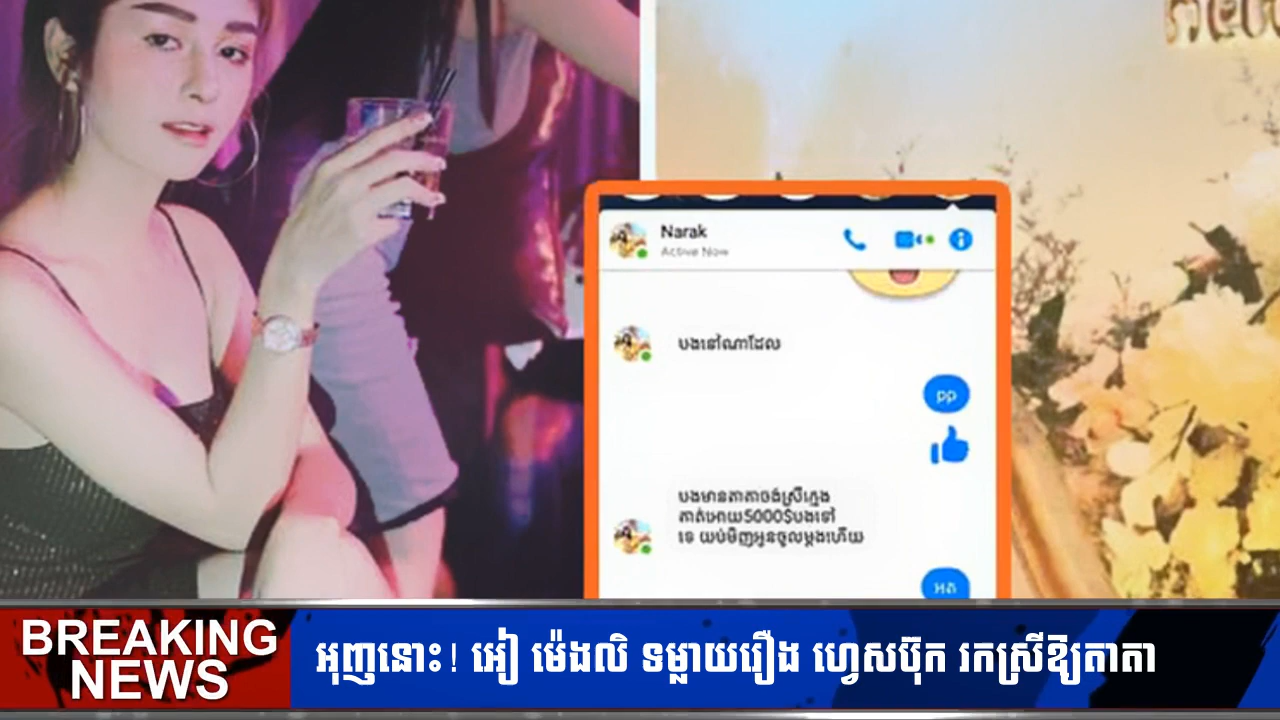 Narak
Active Now
បងនៅណាដែល
pp
បងមានតាតាចង់ស្រីក្មេង
តាត់អោយ5000$បងទៅ
ទេ យប់មិញអូនចូលម្ដងហើយ
អត
BREAKING
NEWS
អុញនោះ! អៀ ម៉េងលិ ទម្លាយរឿង ហ្វេសប៊ុក រកស្រីឱ្យតាតា